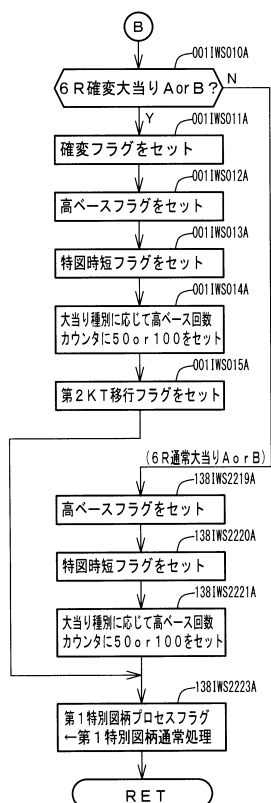 B
001IWS010A
6R確変大当りAorB?
N
Y
001IWS011A
確変フラグをセット
001IWS012A
高ベースフラグをセット
001IWS013A
特図時短フラグをセット
001IWS014A
大当り種別に応じて高ベース回数
カウンタに50or100をセット
001IWS015A
第2KT移行フラグをセット
(6R通常大当りAorB)
138IWS2219A
高ベースフラグをセット
138IWS2220A
特図時短フラグをセット
138IWS2221A
大当り種別に応じて高ベース回数
カウンタに50or100をセット
138IWS2223A
第1特別図柄プロセスフラグ
←第1特別図柄通常処理
RET